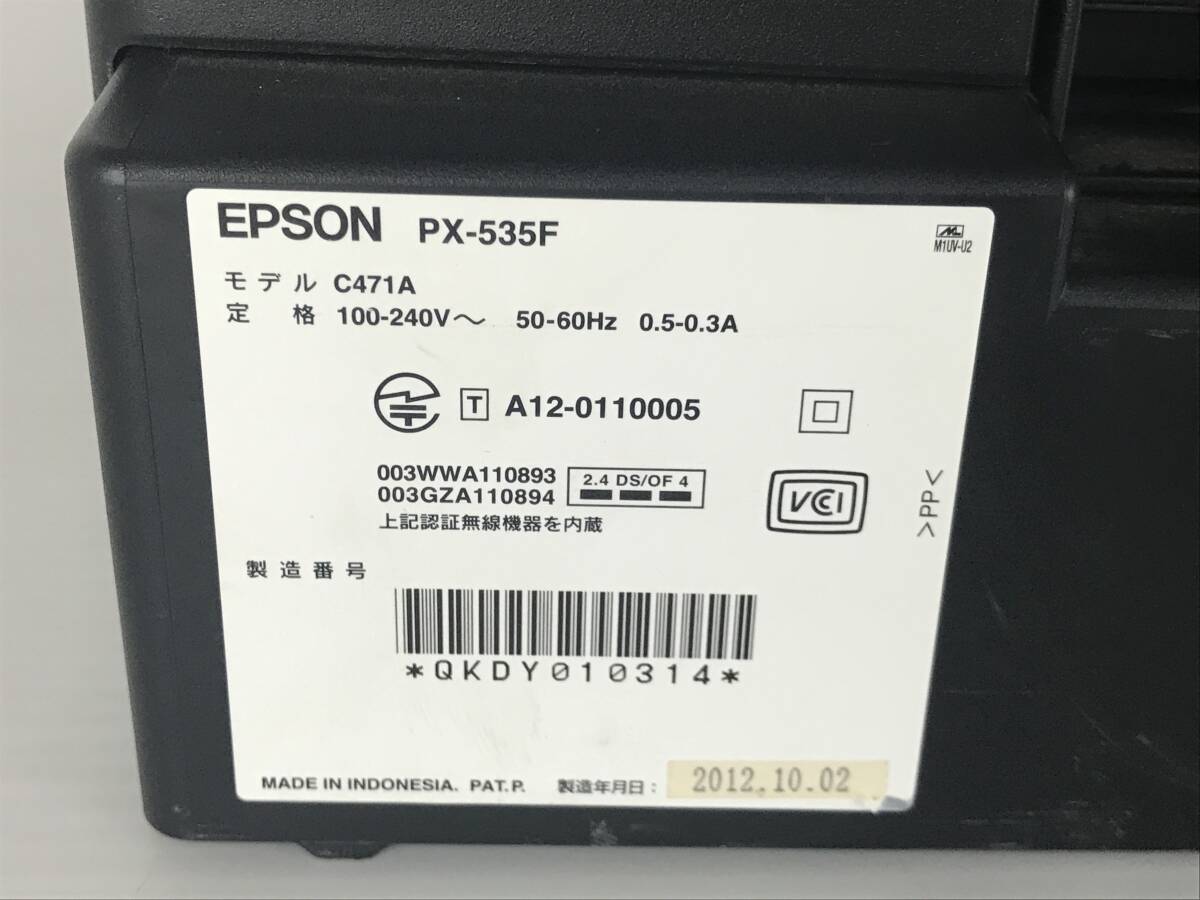 EPSON PX-535F
M1UV-U2
モデル C471A
定格 100-240V～ 50-60Hz 0.5-0.3A
T A12-0110005
003WWA110893
003GZA110894
2.4 DS/OF 4
上記認証無線機器を内蔵
VCI
>PP<
製造番号
*QKDY010314*
MADE IN INDONESIA. PAT.P. 製造年月日: 2012.10.02